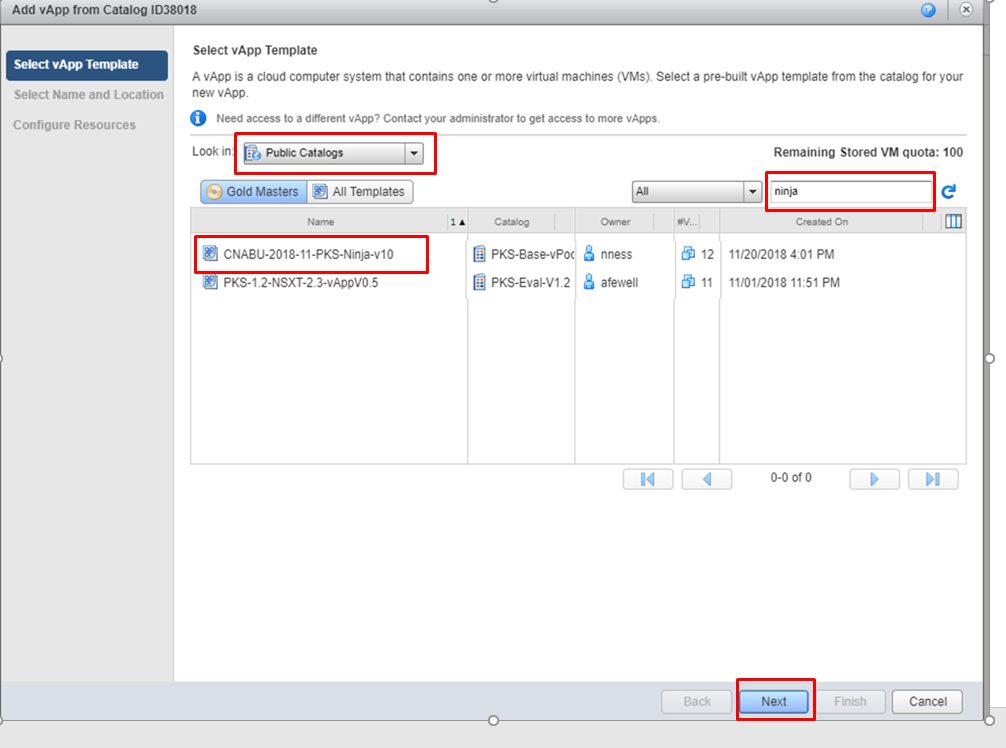 Add vApp from Catalog ID38018
Select vApp Template
Select Name and Location
Configure Resources
Select vApp Template
A vApp is a cloud computer system that contains one or more virtual machines (VMs). Select a pre-built vApp template from the catalog for your
new vApp.
Need access to a different vApp? Contact your administrator to get access to more vApps.
Look in: Public Catalogs
Remaining Stored VM quota: 100
Gold Masters All Templates All ninja
Name 1▲ Catalog Owner #V... Created On
CNABU-2018-11-PKS-Ninja-v10 PKS-Base-vPod nness 12 11/20/2018 4:01 PM
PKS-1.2-NSXT-2.3-vAppV0.5 PKS-Eval-V1.2 afewell 11 11/01/2018 11:51 PM
0-0 of 0
Back Next Finish Cancel